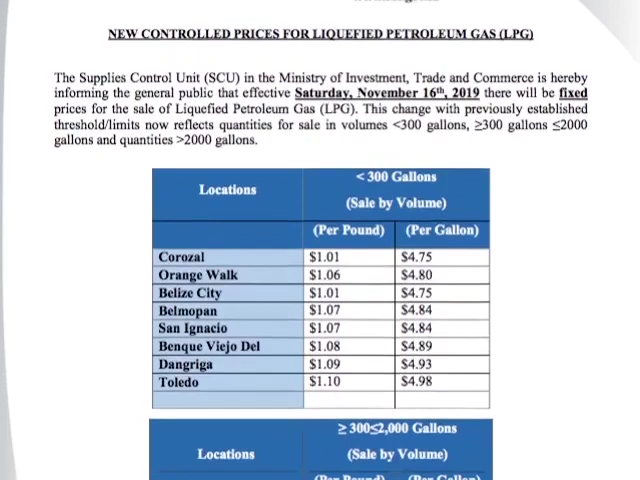 NEW CONTROLLED PRICES FOR LIQUEFIED PETROLEUM GAS (LPG)
The Supplies Control Unit (SCU) in the Ministry of Investment, Trade and Commerce is hereby
informing the general public that effective Saturday, November 16th, 2019 there will be fixed
prices for the sale of Liquefied Petroleum Gas (LPG). This change with previously established
threshold/limits now reflects quantities for sale in volumes <300 gallons, ≥300 gallons ≤2000
gallons and quantities >2000 gallons.
Locations < 300 Gallons
(Sale by Volume)
(Per Pound) (Per Gallon)
Corozal $1.01 $4.75
Orange Walk $1.06 $4.80
Belize City $1.01 $4.75
Belmopan $1.07 $4.84
San Ignacio $1.07 $4.84
Benque Viejo Del $1.08 $4.89
Dangriga $1.09 $4.93
Toledo $1.10 $4.98
≥ 300≤2,000 Gallons
Locations (Sale by Volume)
(Per Pound) (Per Gallon)